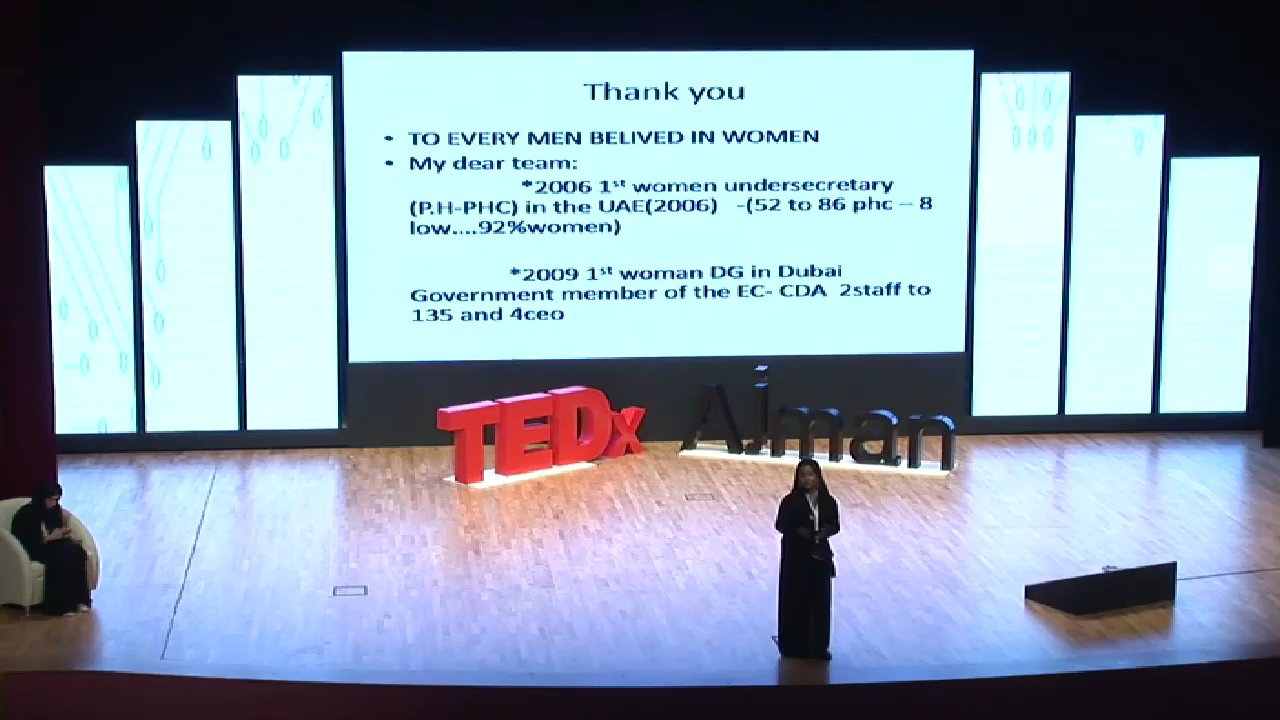 Thank you
• TO EVERY MEN BELIVED IN WOMEN
• My dear team:
*2006 1st women undersecretary
(P.H-PHC) in the UAE(2006) -(52 to 86 phc – 8
low....92%women)
*2009 1st woman DG in Dubai
Government member of the EC- CDA 2staff to
135 and 4ceo
TEDx Ajman